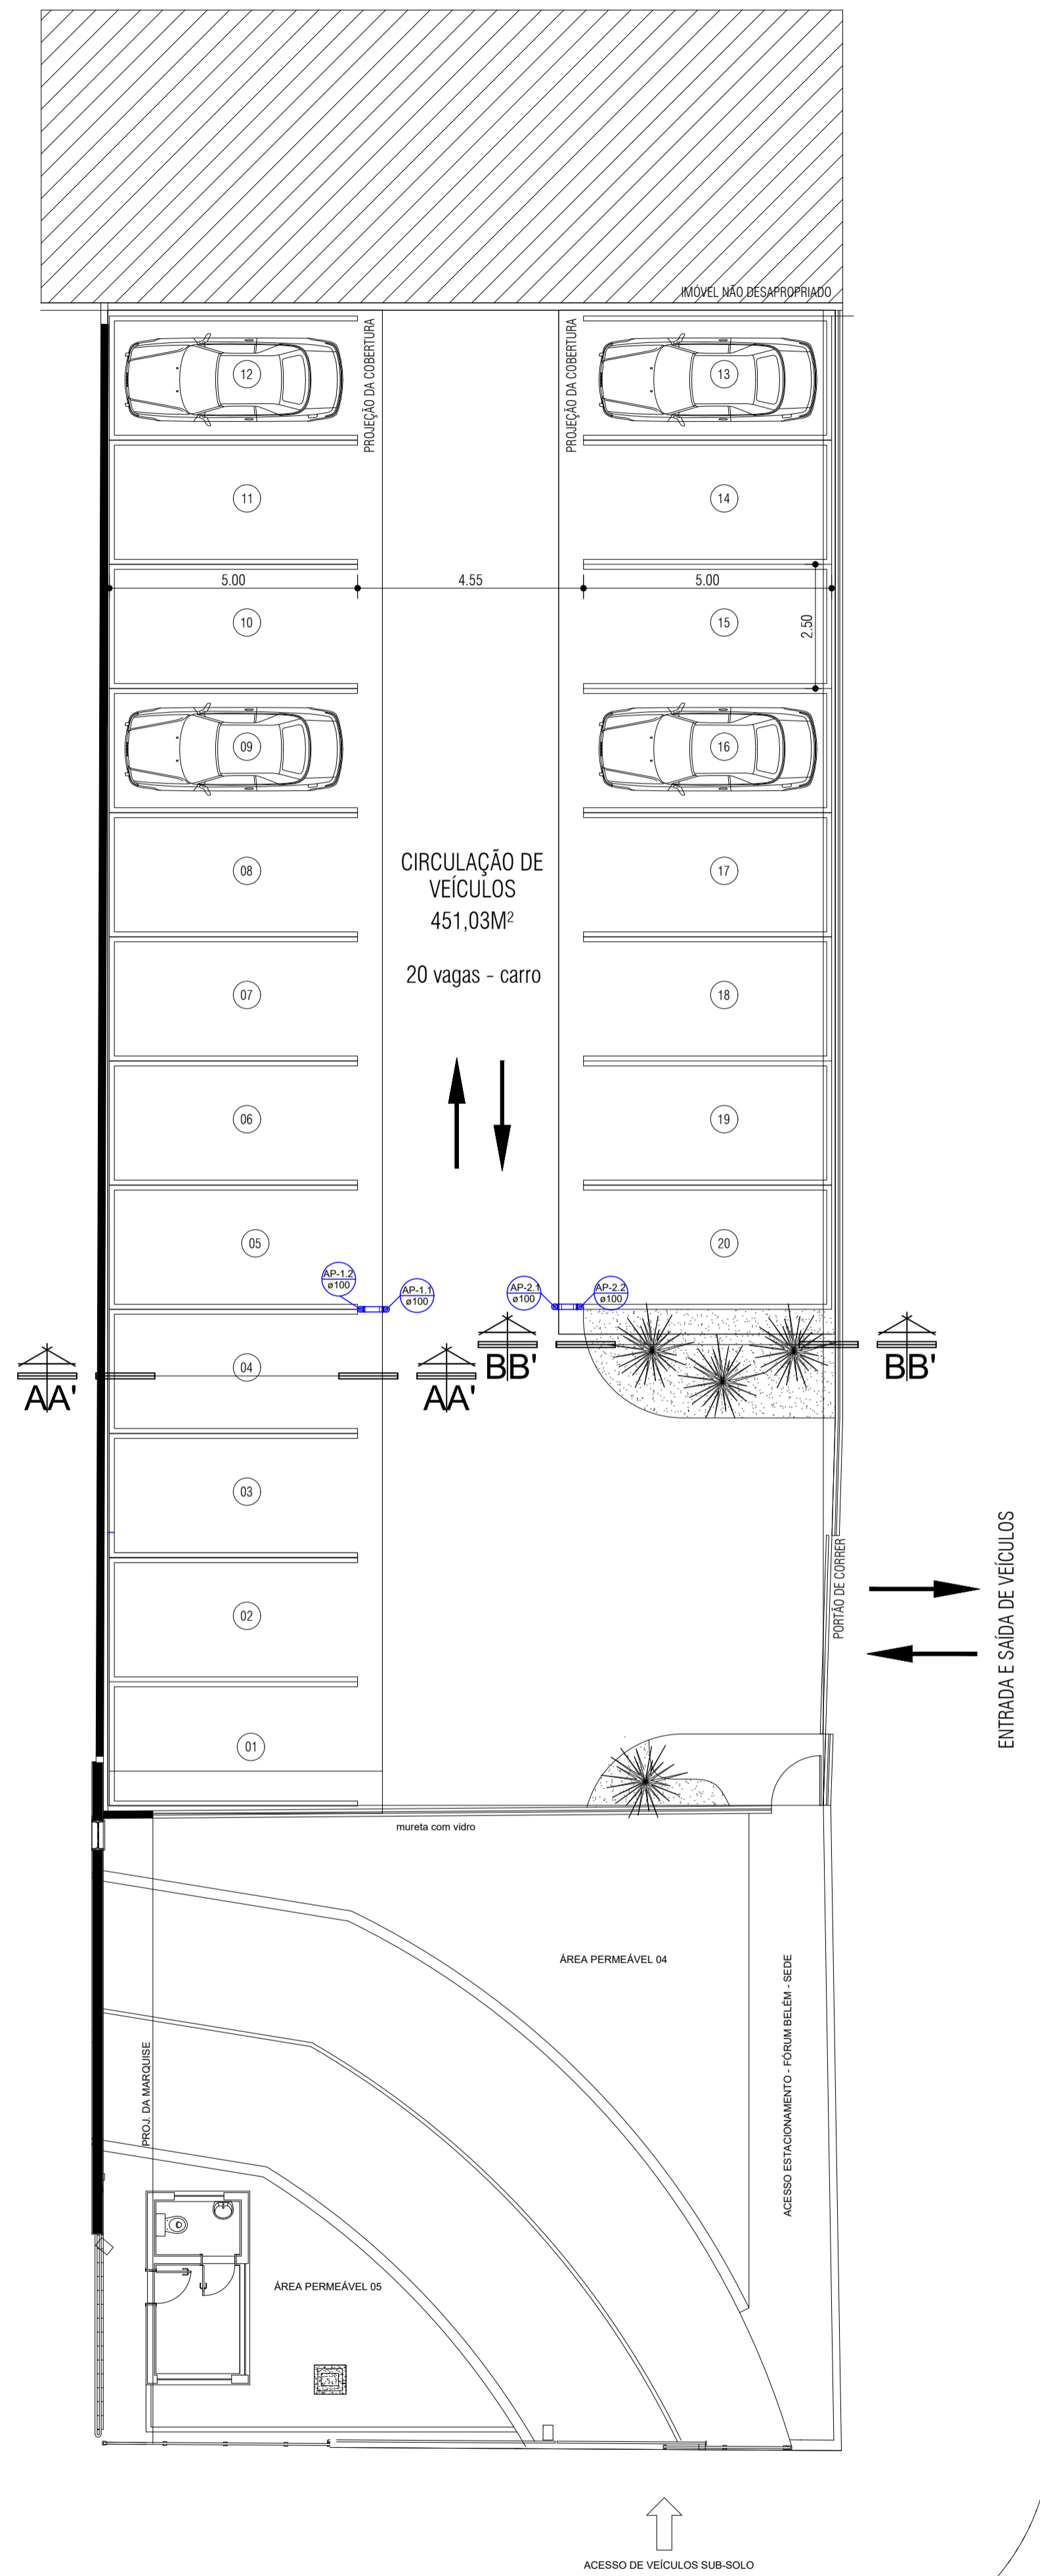 IMÓVEL NÃO DESAPROPRIADO
PROJEÇÃO DA COBERTURA
PROJEÇÃO DA COBERTURA
12
13
11
14
5.00
4.55
5.00
10
15
2.50
09
16
08
CIRCULAÇÃO DE
VEÍCULOS
451,03M²
17
07
20 vagas - carro
18
06
19
05
20
AP-1.2
ø100
AP-1.1
ø100
AP-2.1
ø100
AP-2.2
ø100
04
AA'
AA'
BB'
BB'
03
02
PORTÃO DE CORRER
ENTRADA E SAÍDA DE VEÍCULOS
01
mureta com vidro
ÁREA PERMEÁVEL 04
PROJ. DA MARQUISE
ACESSO ESTACIONAMENTO - FÓRUM BELÉM - SEDE
ÁREA PERMEÁVEL 05
ACESSO DE VEÍCULOS SUB-SOLO